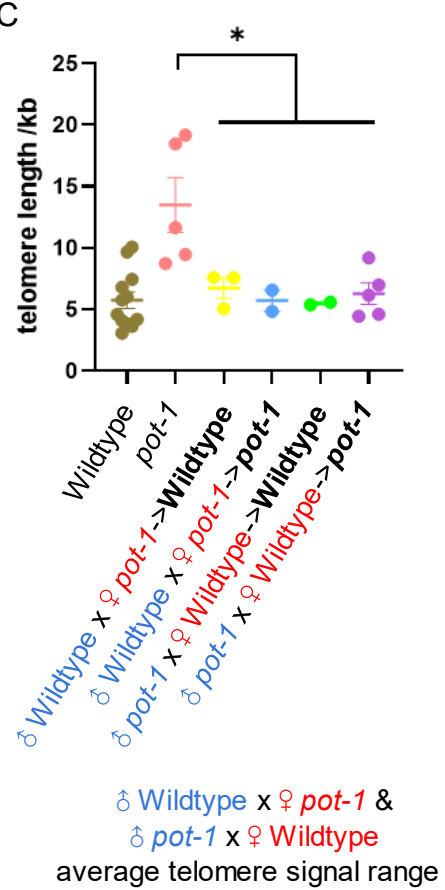 C
*
telomere length /kb
25
20
15
10
5
0
Wildtype
pot-1
♂ Wildtype x ♀ pot-1->Wildtype
♂ Wildtype x ♀ pot-1->pot-1
♂ pot-1 x ♀ Wildtype->Wildtype
♂ pot-1 x ♀ Wildtype->pot-1
♂ Wildtype x ♀ pot-1 &
♂ pot-1 x ♀ Wildtype
average telomere signal range